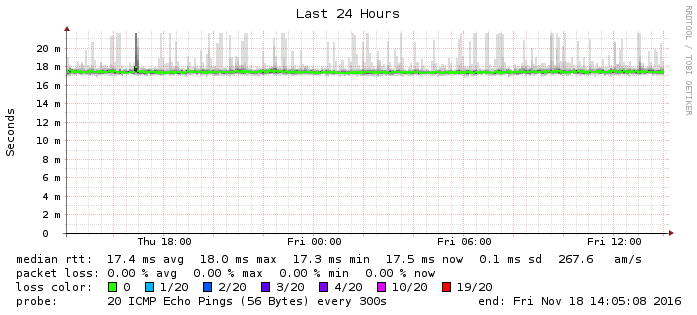 Last 24 Hours
RRDTOOL / TOBI OETIKER
Seconds
20 m
18 m
16 m
14 m
12 m
10 m
8 m
6 m
4 m
2 m
0
Thu 18:00 Fri 00:00 Fri 06:00 Fri 12:00
median rtt: 17.4 ms avg 18.0 ms max 17.3 ms min 17.5 ms now 0.1 ms sd 267.6 am/s
packet loss: 0.00 % avg 0.00 % max 0.00 % min 0.00 % now
loss color: 0 1/20 2/20 3/20 4/20 10/20 19/20
probe: 20 ICMP Echo Pings (56 Bytes) every 300s end: Fri Nov 18 14:05:08 2016